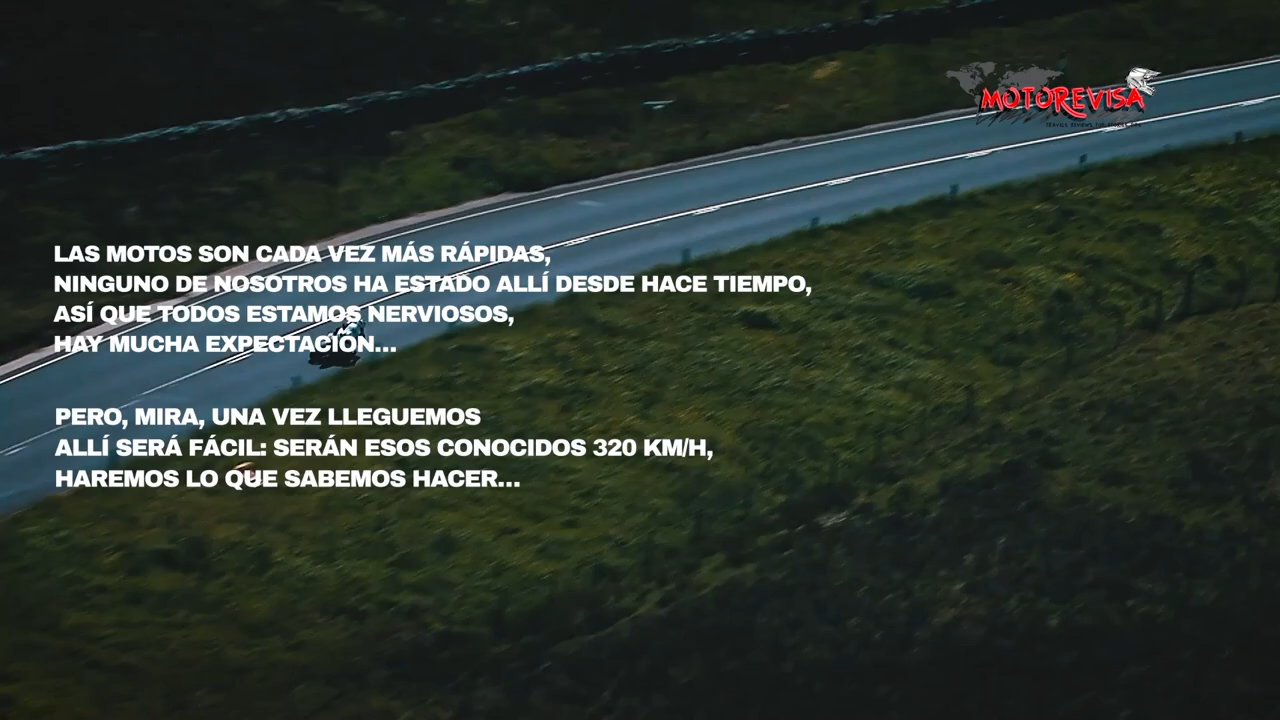 MOTOREVISA
LAS MOTOS SON CADA VEZ MÁS RÁPIDAS,
NINGUNO DE NOSOTROS HA ESTADO ALLÍ DESDE HACE TIEMPO,
ASÍ QUE TODOS ESTAMOS NERVIOSOS,
HAY MUCHA EXPECTACIÓN...
PERO, MIRA, UNA VEZ LLEGUEMOS
ALLÍ SERÁ FÁCIL: SERÁN ESOS CONOCIDOS 320 KM/H,
HAREMOS LO QUE SABEMOS HACER...